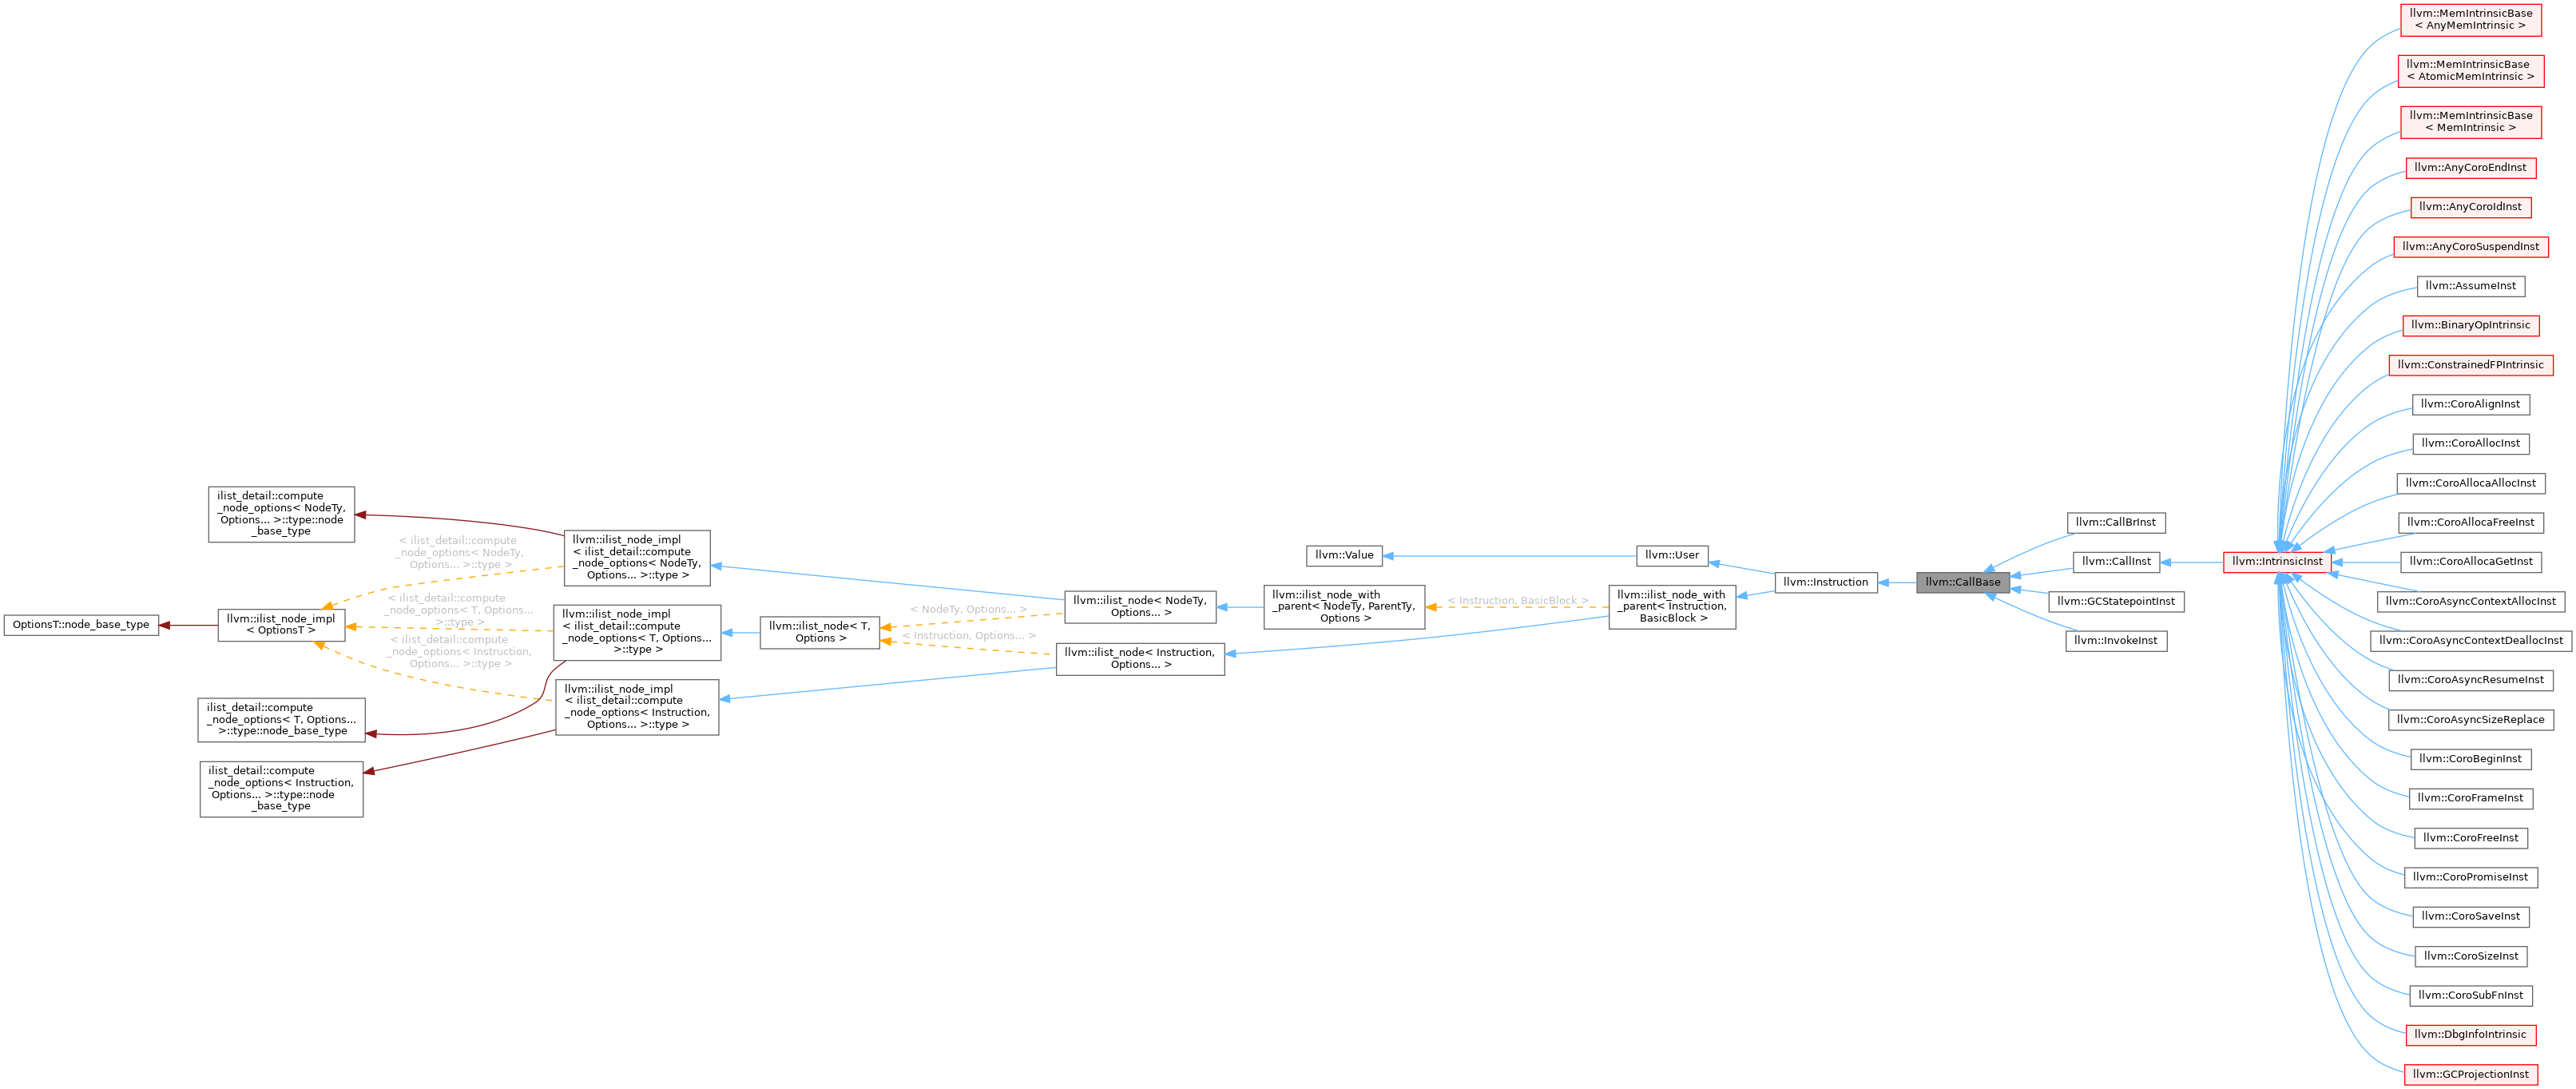 OptionsT::node_base_type
ilist_detail::compute
_node_options< NodeTy,
Options... >::type::node
_base_type
llvm::ilist_node_impl
< OptionsT >
ilist_detail::compute
_node_options< T, Options...
>::type::node_base_type
ilist_detail::compute
_node_options< Instruction,
Options... >::type::node
_base_type
< ilist_detail::compute
_node_options< NodeTy,
Options... >::type >
< ilist_detail::compute
_node_options< T, Options...
>::type >
< ilist_detail::compute
_node_options< Instruction,
Options... >::type >
llvm::ilist_node_impl
< ilist_detail::compute
_node_options< NodeTy,
Options... >::type >
llvm::ilist_node_impl
< ilist_detail::compute
_node_options< T, Options...
>::type >
llvm::ilist_node_impl
< ilist_detail::compute
_node_options< Instruction,
Options... >::type >
llvm::ilist_node< T,
Options >
< NodeTy, Options... >
< Instruction, Options... >
llvm::ilist_node< NodeTy,
Options... >
llvm::ilist_node< Instruction,
Options... >
llvm::Value
llvm::ilist_node_with
_parent< NodeTy, ParentTy,
Options >
< Instruction, BasicBlock >
llvm::User
llvm::ilist_node_with
_parent< Instruction,
BasicBlock >
llvm::Instruction
llvm::CallBase
llvm::CallBrInst
llvm::CallInst
llvm::GCStatepointInst
llvm::InvokeInst
llvm::IntrinsicInst
llvm::MemIntrinsicBase
< AnyMemIntrinsic >
llvm::MemIntrinsicBase
< AtomicMemIntrinsic >
llvm::MemIntrinsicBase
< MemIntrinsic >
llvm::AnyCoroEndInst
llvm::AnyCoroIdInst
llvm::AnyCoroSuspendInst
llvm::AssumeInst
llvm::BinaryOpIntrinsic
llvm::ConstrainedFPIntrinsic
llvm::CoroAlignInst
llvm::CoroAllocInst
llvm::CoroAllocaAllocInst
llvm::CoroAllocaFreeInst
llvm::CoroAllocaGetInst
llvm::CoroAsyncContextAllocInst
llvm::CoroAsyncContextDeallocInst
llvm::CoroAsyncResumeInst
llvm::CoroAsyncSizeReplace
llvm::CoroBeginInst
llvm::CoroFrameInst
llvm::CoroFreeInst
llvm::CoroPromiseInst
llvm::CoroSaveInst
llvm::CoroSizeInst
llvm::CoroSubFnInst
llvm::DbgInfoIntrinsic
llvm::GCProjectionInst